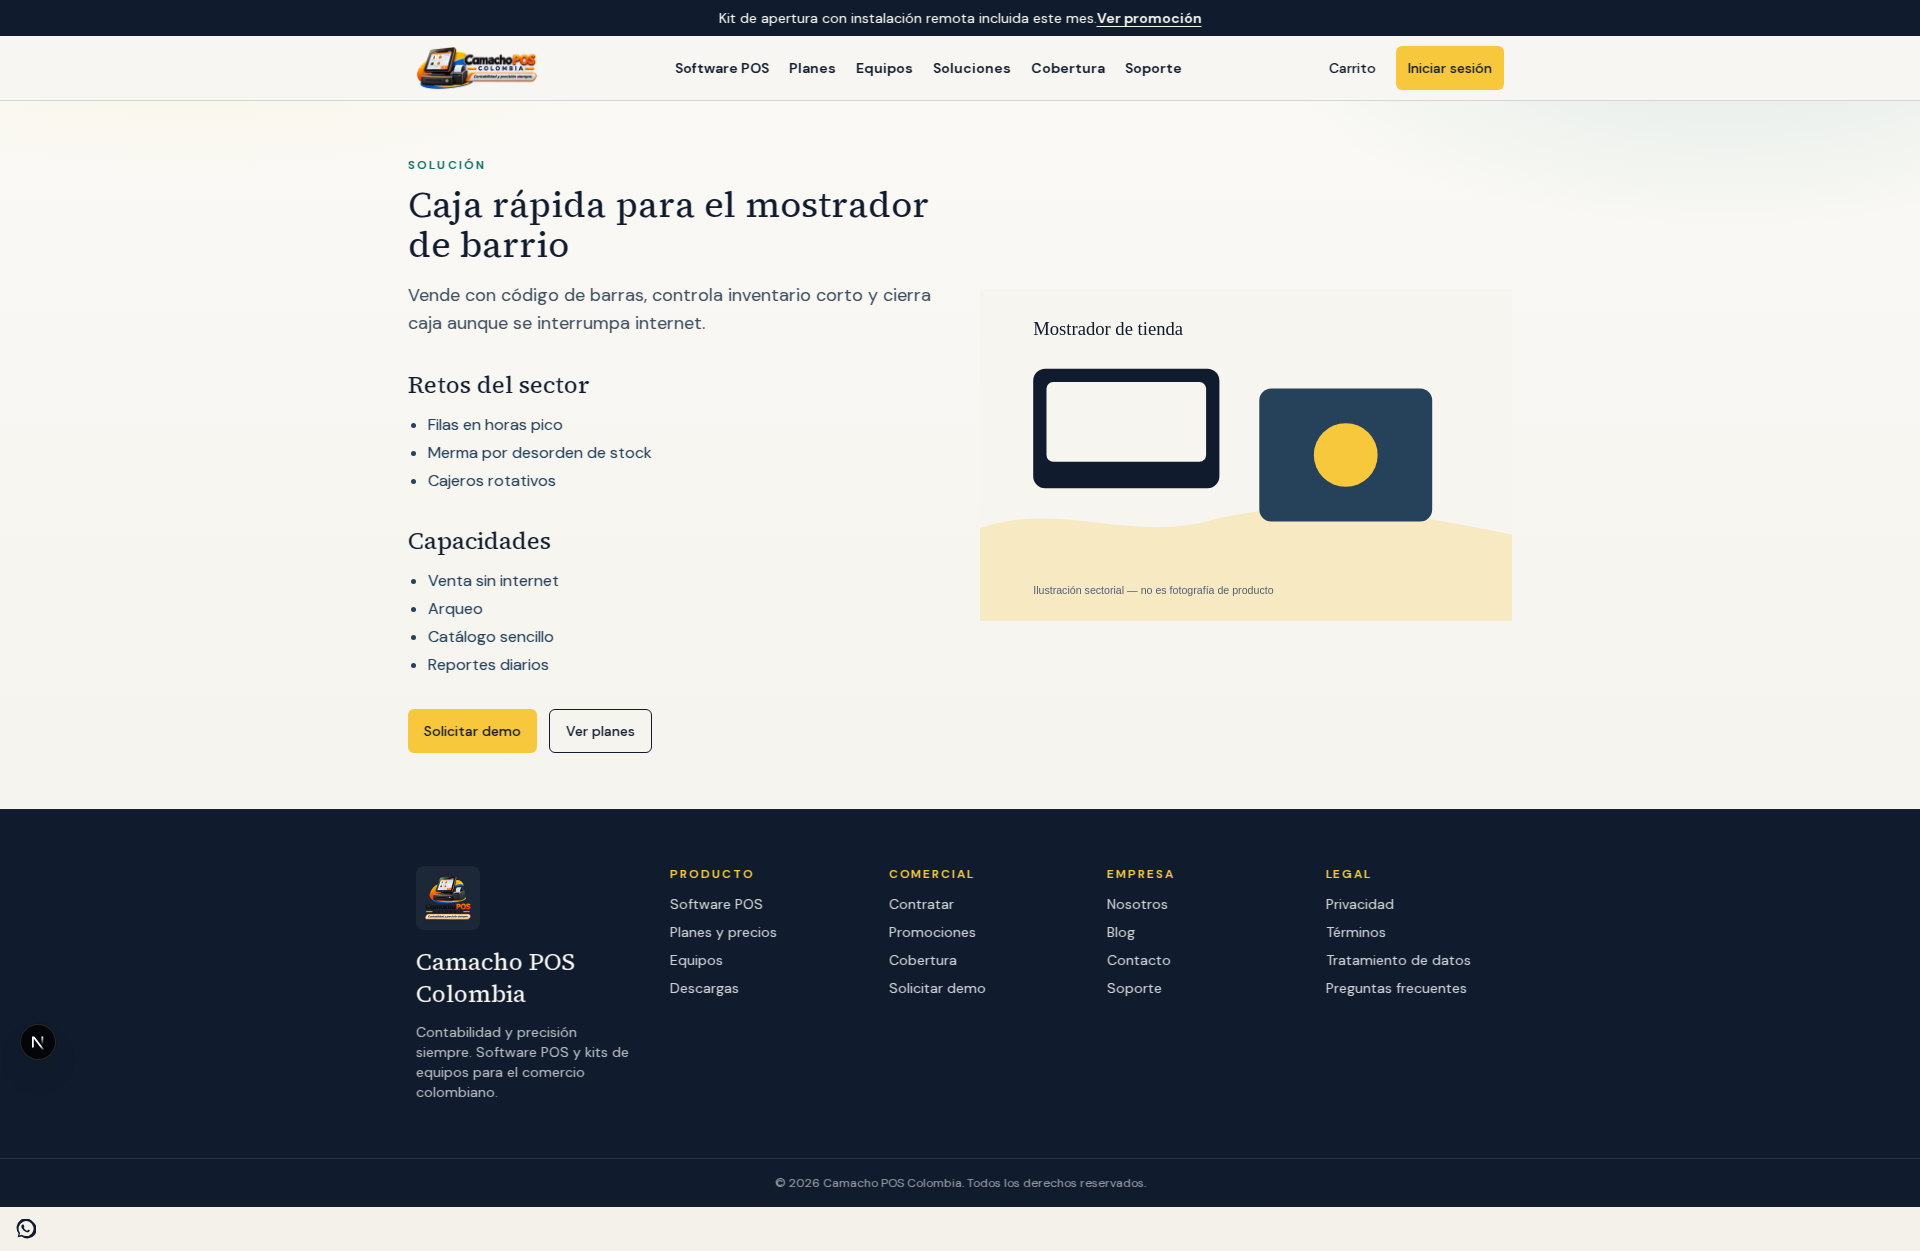 Kit de apertura con instalación remota incluida este mes.Ver promoción
CamachoPOS
COLOMBIA
Contabilidad y precisión siempre.
Software POS
Planes
Equipos
Soluciones
Cobertura
Soporte
Carrito
Iniciar sesión
SOLUCIÓN
Caja rápida para el mostrador
de barrio
Vende con código de barras, controla inventario corto y cierra
caja aunque se interrumpa internet.
Retos del sector
Filas en horas pico
Merma por desorden de stock
Cajeros rotativos
Capacidades
Venta sin internet
Arqueo
Catálogo sencillo
Reportes diarios
Solicitar demo
Ver planes
Mostrador de tienda
Ilustración sectorial — no es fotografía de producto
Camacho POS
Colombia
Contabilidad y precisión
siempre. Software POS y kits de
equipos para el comercio
colombiano.
PRODUCTO
Software POS
Planes y precios
Equipos
Descargas
COMERCIAL
Contratar
Promociones
Cobertura
Solicitar demo
EMPRESA
Nosotros
Blog
Contacto
Soporte
LEGAL
Privacidad
Términos
Tratamiento de datos
Preguntas frecuentes
N
© 2026 Camacho POS Colombia. Todos los derechos reservados.